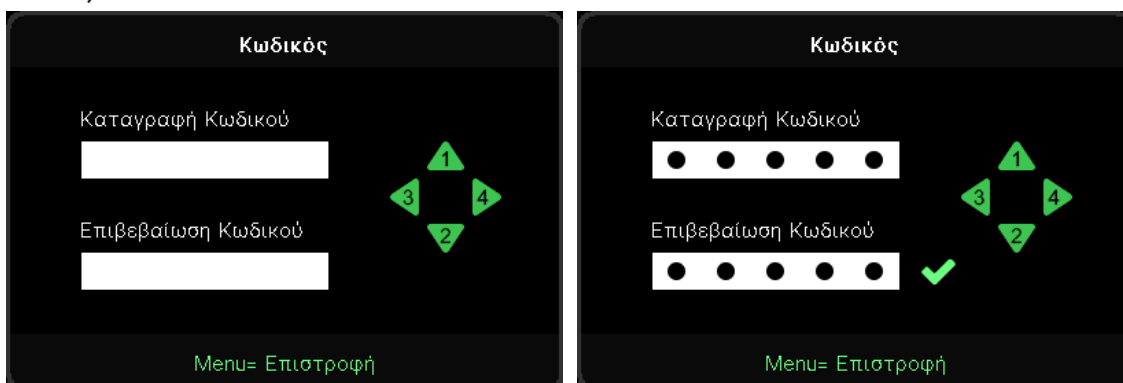 Κωδικός
Καταγραφή Κωδικού
1
3 4
Επιβεβαίωση Κωδικού
2
Menu= Επιστροφή
Κωδικός
Καταγραφή Κωδικού
1
3 4
Επιβεβαίωση Κωδικού
2
Menu= Επιστροφή